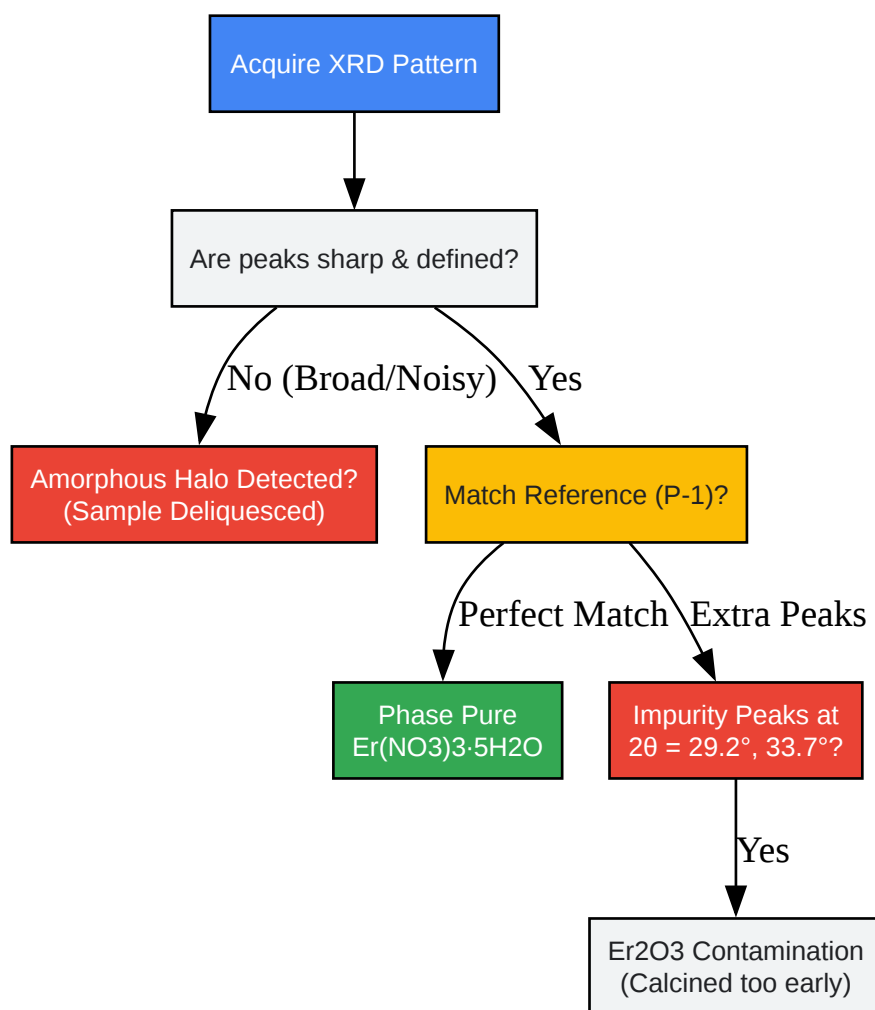 Acquire XRD Pattern
Are peaks sharp & defined?
No (Broad/Noisy)
Yes
Amorphous Halo Detected?
(Sample Deliquesced)
Match Reference (P-1)?
Perfect Match
Extra Peaks
Phase Pure
Er(NO3)3·5H2O
Impurity Peaks at
2θ = 29.2°, 33.7°?
Yes
Er2O3 Contamination
(Calcined too early)